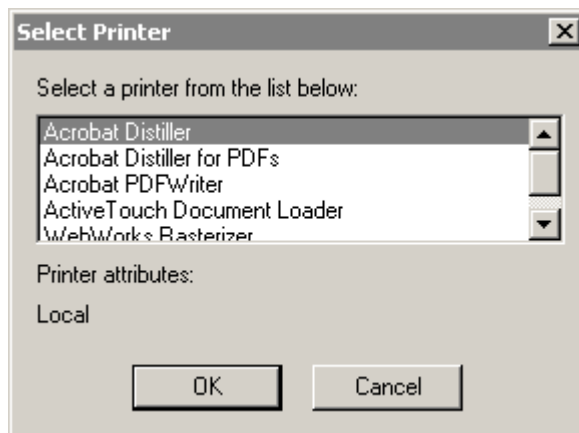 Select Printer
Select a printer from the list below:
Acrobat Distiller
Acrobat Distiller for PDFs
Acrobat PDFWriter
ActiveTouch Document Loader
WebWorks Rasterizer
Printer attributes:
Local
OK Cancel